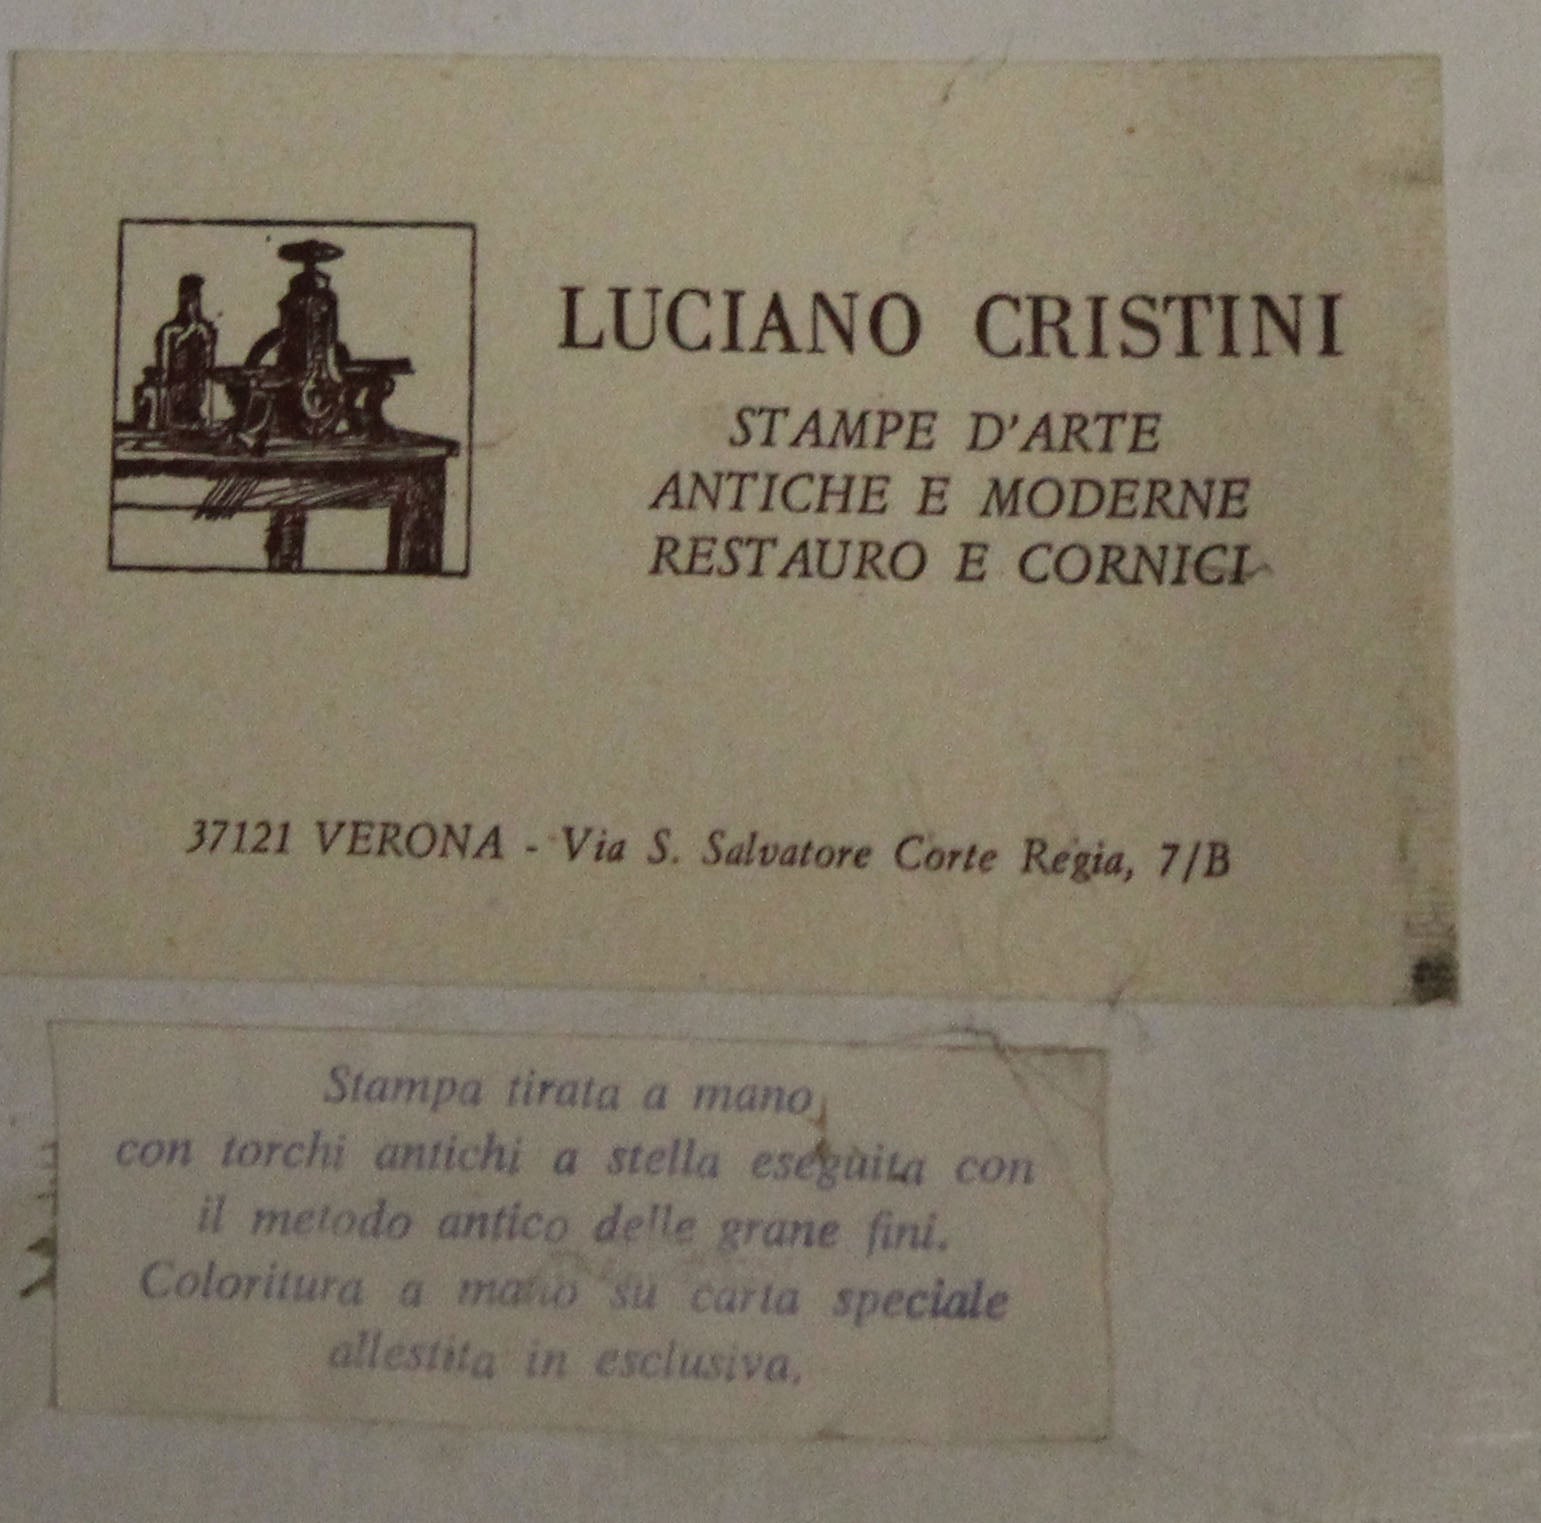 LUCIANO CRISTINI
STAMPE D'ARTE
ANTICHE E MODERNE
RESTAURO E CORNICI
37121 VERONA - Via S. Salvatore Corte Regia, 7/B
Stampa tirata a mano
con torchi antichi a stella eseguita con
il metodo antico delle grane fini.
Coloritura a mano su carta speciale
allestita in esclusiva.